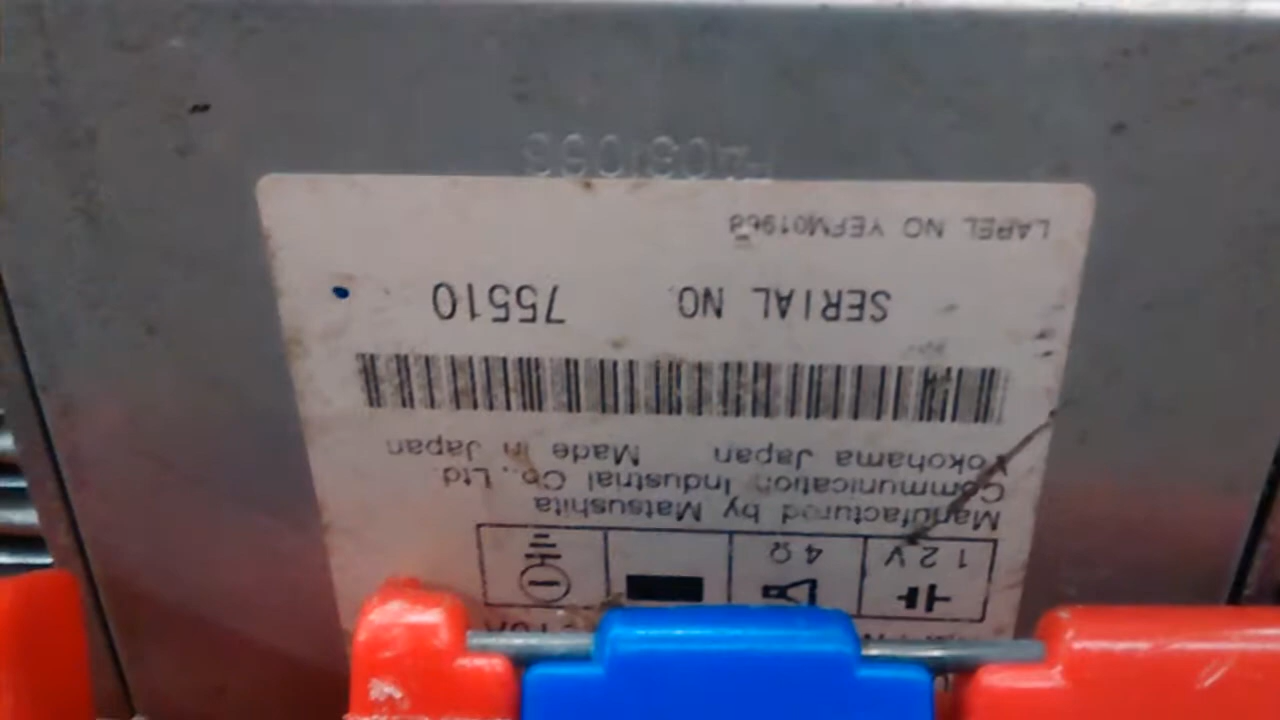 12V 4Ω
Manufactured by Matsushita
Communication Industrial Co., Ltd.
Yokohama Japan Made in Japan
SERIAL NO. 75510
LABEL NO YEFM01968